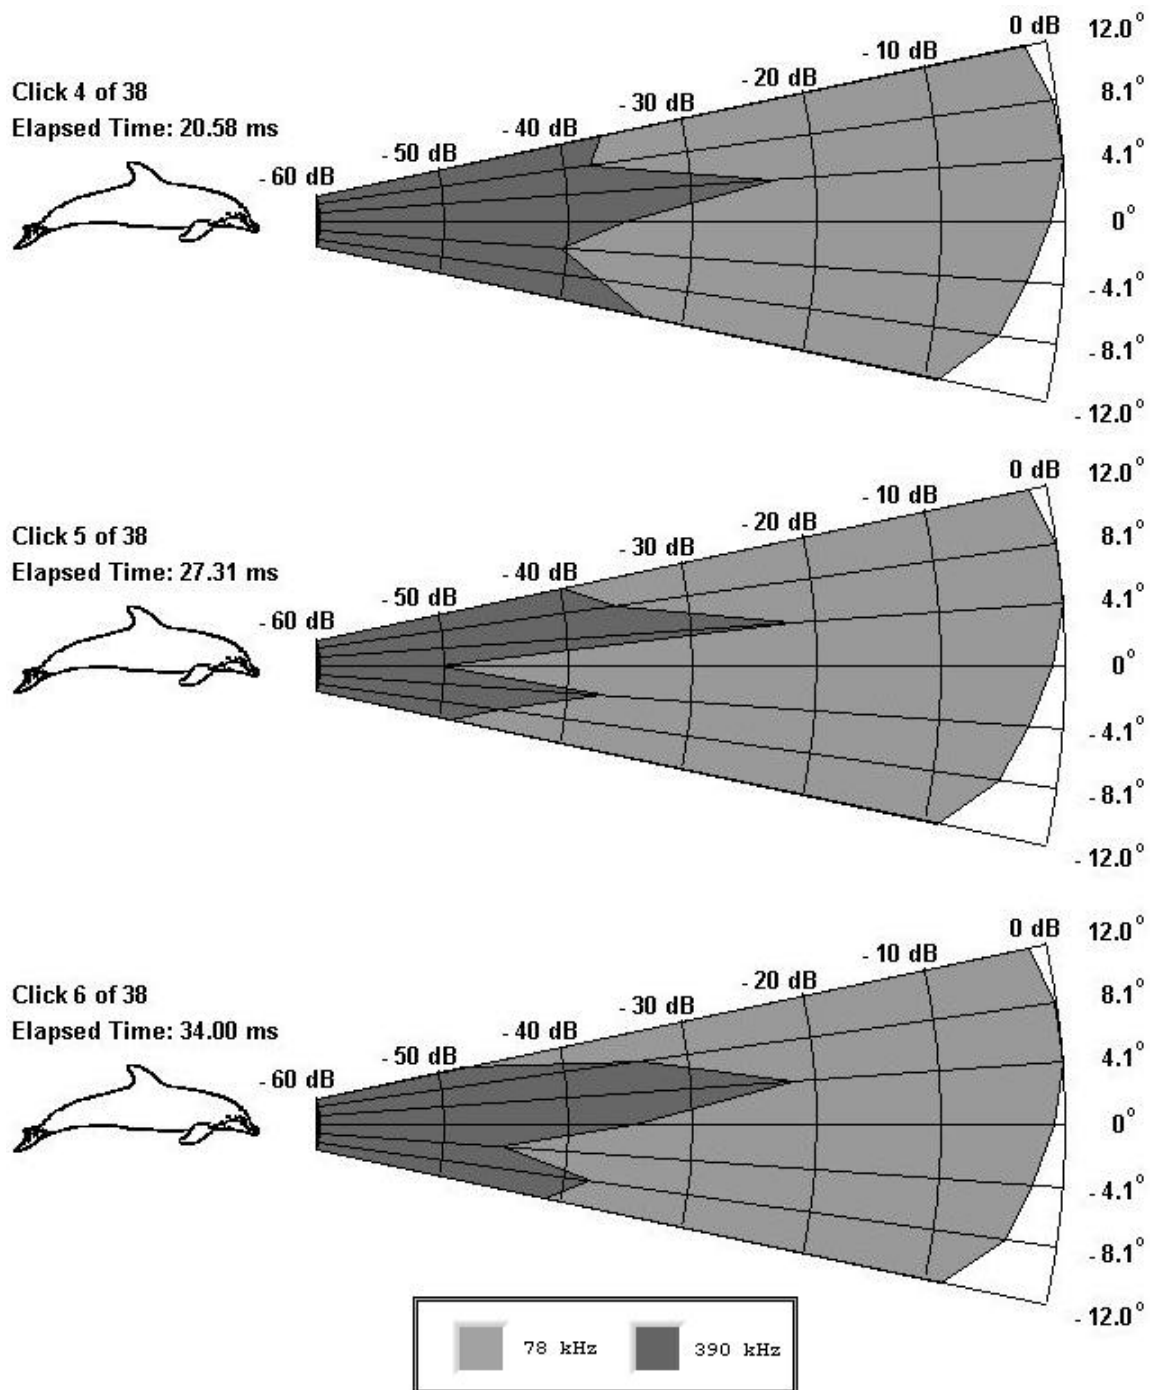 0 dB 12.0°
- 10 dB
Click 4 of 38
- 20 dB
8.1°
- 30 dB
Elapsed Time: 20.58 ms
- 40 dB
4.1°
- 50 dB
- 60 dB
0°
- 4.1°
- 8.1°
- 12.0°
0 dB 12.0°
- 10 dB
Click 5 of 38
- 20 dB
8.1°
- 30 dB
Elapsed Time: 27.31 ms
- 40 dB
4.1°
- 50 dB
- 60 dB
0°
- 4.1°
- 8.1°
- 12.0°
0 dB 12.0°
- 10 dB
Click 6 of 38
- 20 dB
8.1°
- 30 dB
Elapsed Time: 34.00 ms
- 40 dB
4.1°
- 50 dB
- 60 dB
0°
- 4.1°
- 8.1°
- 12.0°
78 kHz 390 kHz